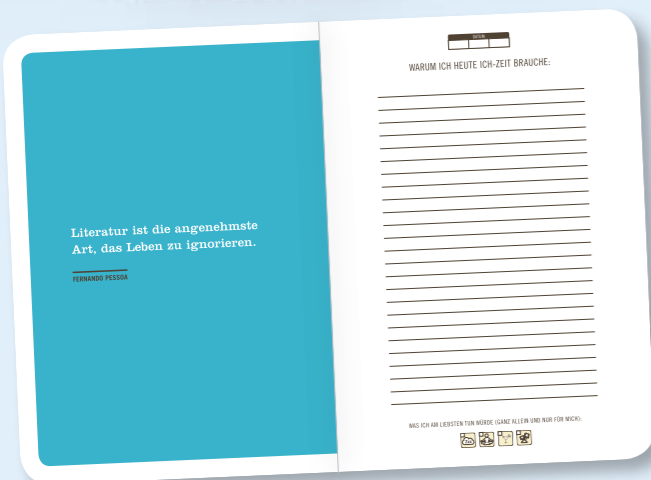 Literatur ist die angenehmste
Art, das Leben zu ignorieren.
FERNANDO PESSOA
DATUM
WARUM ICH HEUTE ICH-ZEIT BRAUCHE:
WAS ICH AM LIEBSTEN TUN WÜRDE (GANZ ALLEIN UND NUR FÜR MICH):